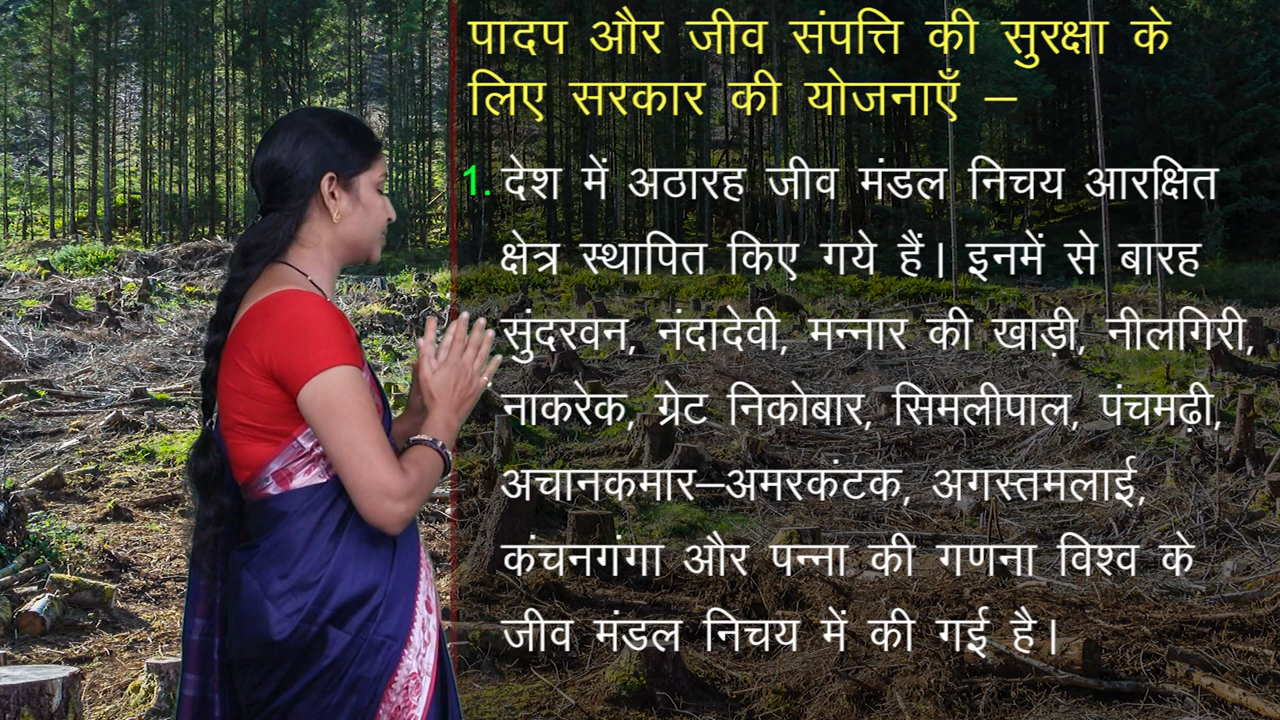 पादप और जीव संपत्ति की सुरक्षा के
लिए सरकार की योजनाएँ –
1. देश में अठारह जीव मंडल निचय आरक्षित
क्षेत्र स्थापित किए गये हैं। इनमें से बारह
सुंदरवन, नंदादेवी, मन्नार की खाड़ी, नीलगिरी,
नाकरेक, ग्रेट निकोबार, सिमलीपाल, पंचमढ़ी,
अचानकमार–अमरकंटक, अगस्तमलाई,
कंचनगंगा और पन्ना की गणना विश्व के
जीव मंडल निचय में की गई है।